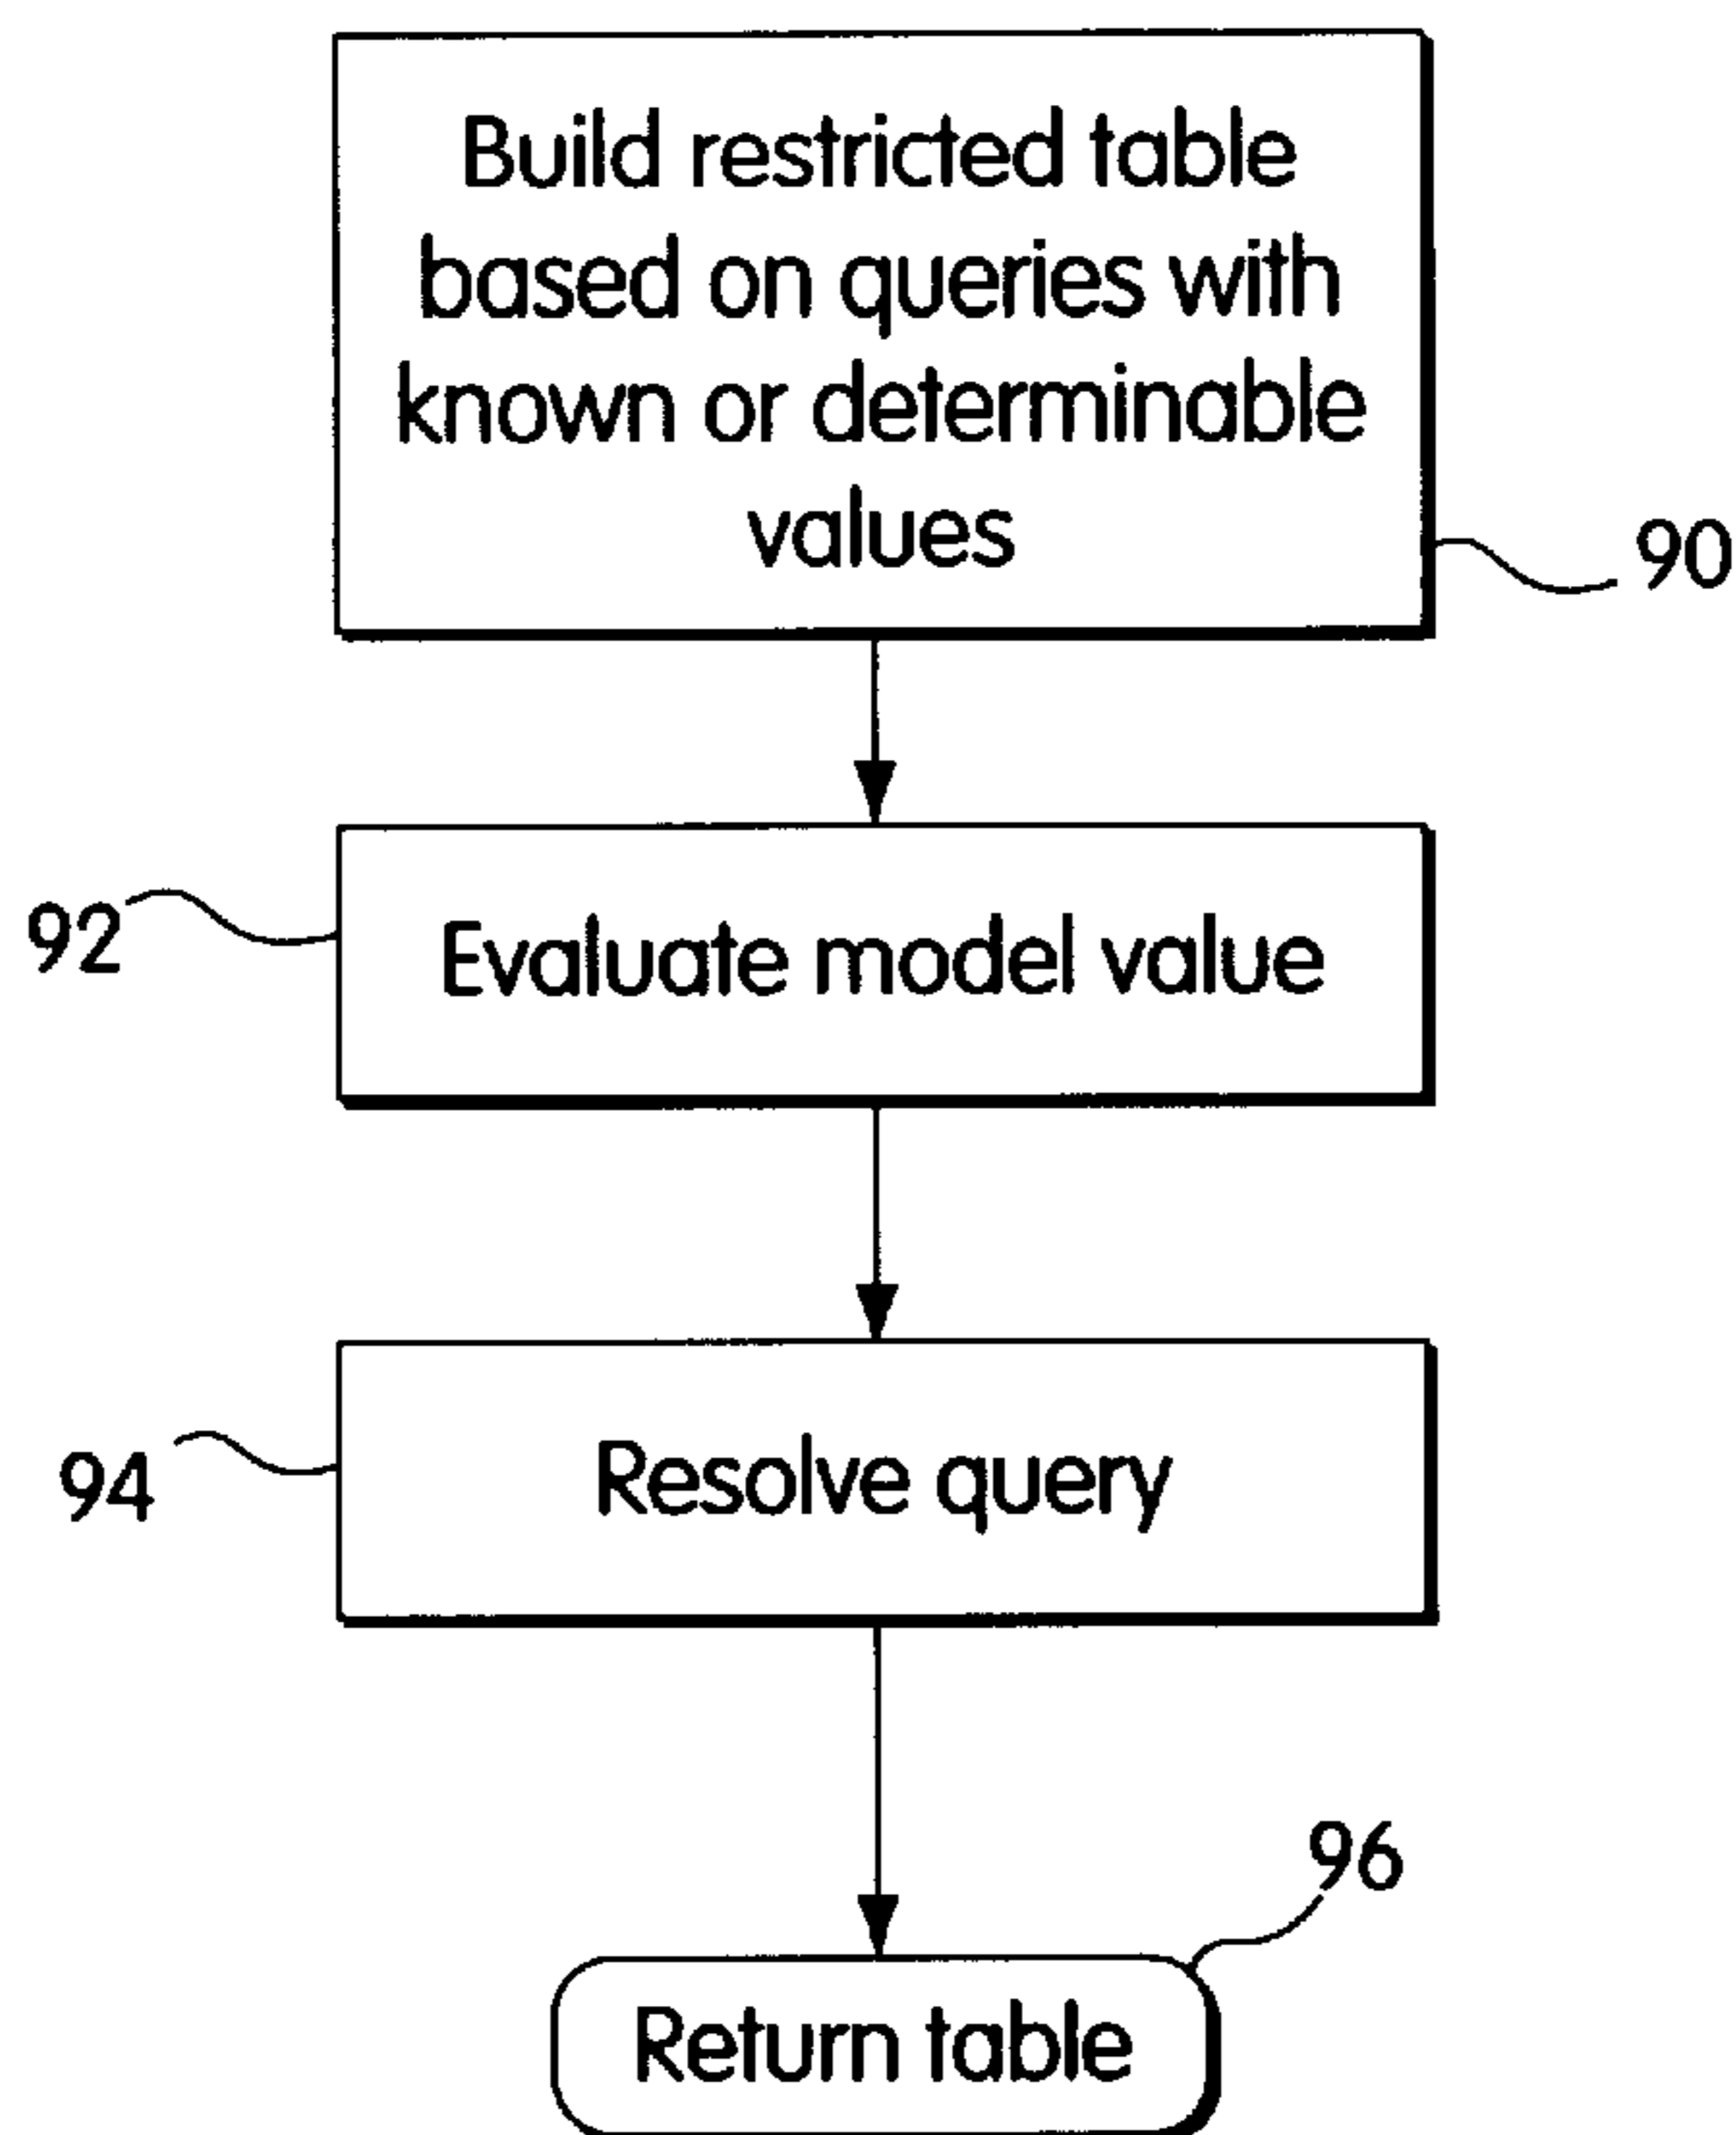 Build restricted table
based on queries with
known or determinable
values
90
92
Evaluate model value
94
Resolve query
96
Return table